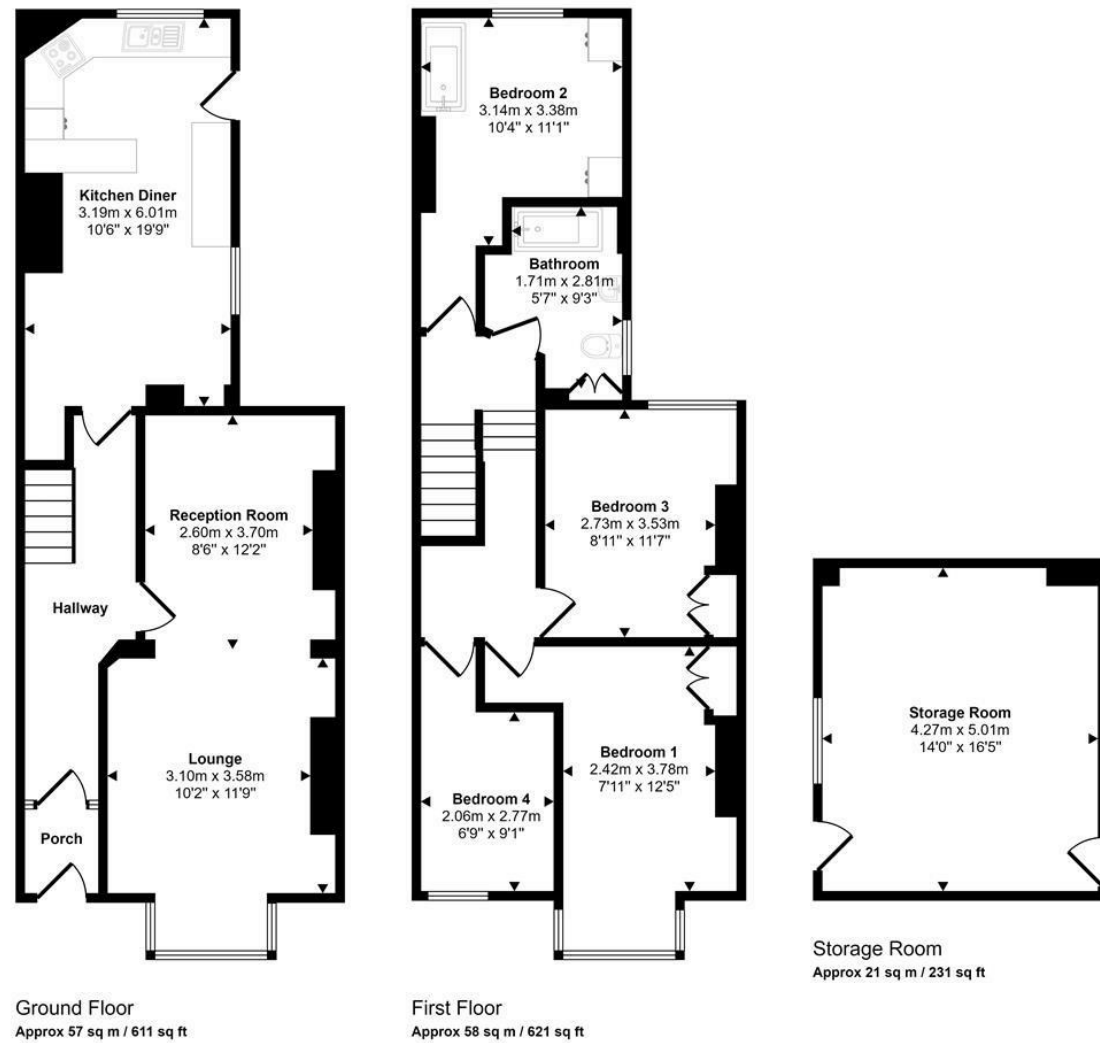 Kitchen Diner
3.19m x 6.01m
10'6" x 19'9"
Reception Room
2.60m x 3.70m
8'6" x 12'2"
Hallway
Lounge
3.10m x 3.58m
10'2" x 11'9"
Porch
Ground Floor
Approx 57 sq m / 611 sq ft
Bedroom 2
3.14m x 3.38m
10'4" x 11'1"
Bathroom
1.71m x 2.81m
5'7" x 9'3"
Bedroom 3
2.73m x 3.53m
8'11" x 11'7"
Bedroom 1
2.42m x 3.78m
7'11" x 12'5"
Bedroom 4
2.06m x 2.77m
6'9" x 9'1"
First Floor
Approx 58 sq m / 621 sq ft
Storage Room
4.27m x 5.01m
14'0" x 16'5"
Storage Room
Approx 21 sq m / 231 sq ft